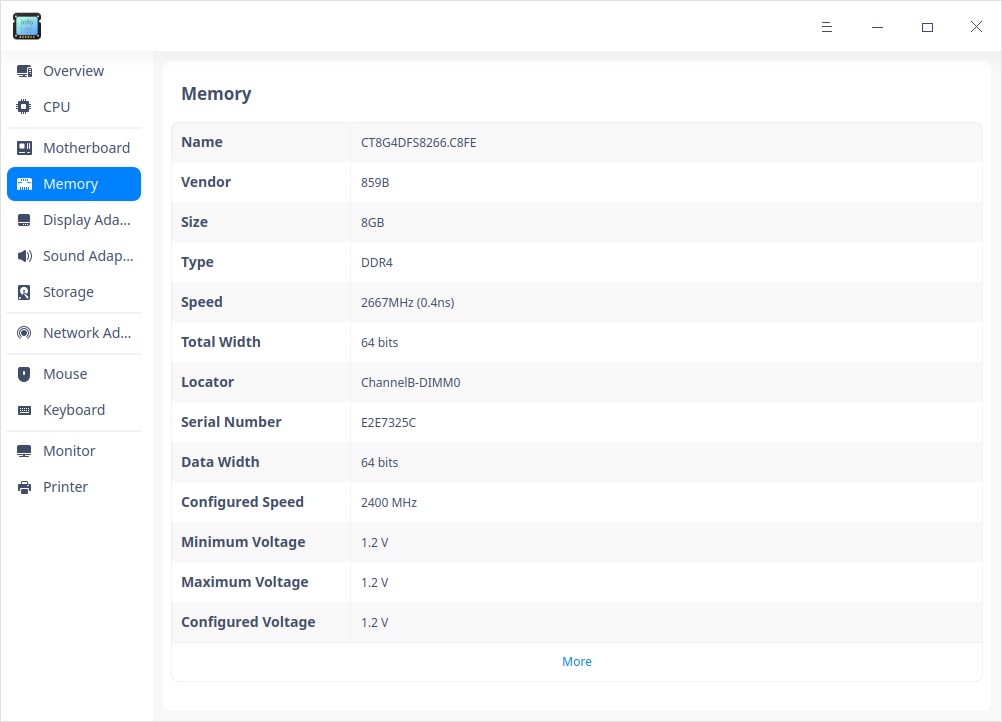 info
Overview
CPU
Motherboard
Memory
Display Ada...
Sound Adap...
Storage
Network Ad...
Mouse
Keyboard
Monitor
Printer
Memory
Name CT8G4DFS8266.C8FE
Vendor 859B
Size 8GB
Type DDR4
Speed 2667MHz (0.4ns)
Total Width 64 bits
Locator ChannelB-DIMM0
Serial Number E2E7325C
Data Width 64 bits
Configured Speed 2400 MHz
Minimum Voltage 1.2 V
Maximum Voltage 1.2 V
Configured Voltage 1.2 V
More